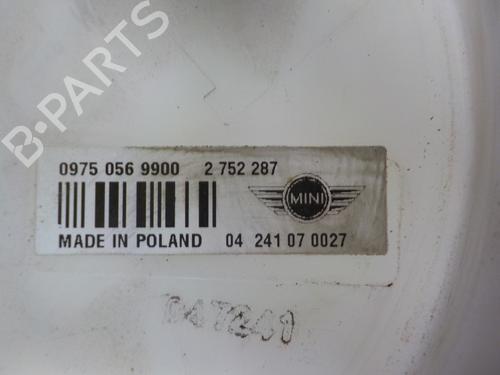 B-PARTS
0975 056 9900 2 752 287
MINI
MADE IN POLAND 04 241 07 0027